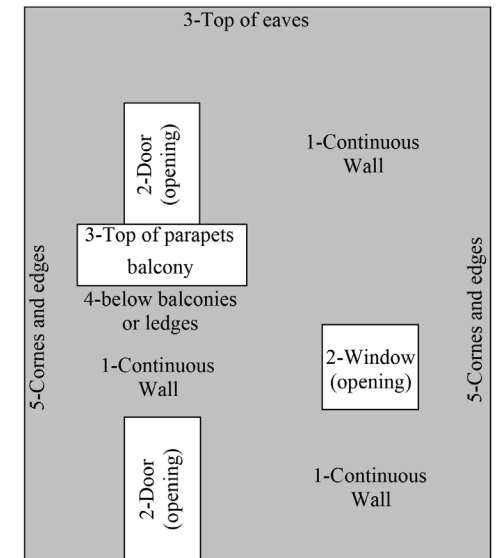 3-Top of eaves
2-Door
(opening)
1-Continuous
Wall
3-Top of parapets
balcony
4-below balconies
or ledges
5-Cornes and edges
5-Cornes and edges
2-Window
(opening)
1-Continuous
Wall
2-Door
(opening)
1-Continuous
Wall